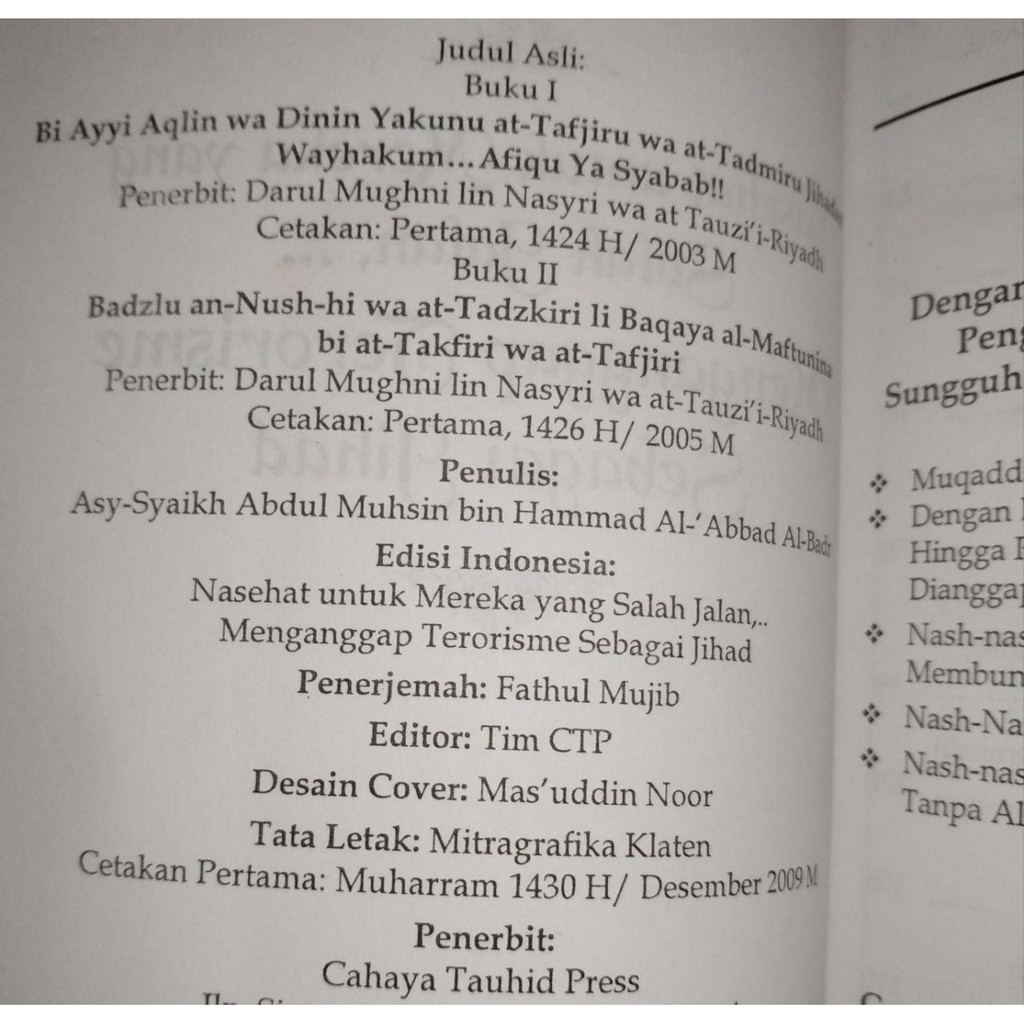 Judul Asli:
Buku I
Bi Ayyi Aqlin wa Dinin Yakunu at-Tafjiru wa at-Tadmiru
Wayhakum... Afiqu Ya Syabab!!
Penerbit: Darul Mughni lin Nasyri wa at Tauzi'i-Riyadh
Cetakan: Pertama, 1424 H/ 2003 M
Buku II
Badzlu an-Nush-hi wa at-Tadzkiri li Baqaya al-Maftunina
bi at-Takfiri wa at-Tafjiri
Penerbit: Darul Mughni lin Nasyri wa at-Tauzi'i-Riyadh
Cetakan: Pertama, 1426 H/ 2005 M
Penulis:
Asy-Syaikh Abdul Muhsin bin Hammad Al-'Abbad Al-Badr
Edisi Indonesia:
Nasehat untuk Mereka yang Salah Jalan,..
Menganggap Terorisme Sebagai Jihad
Penerjemah: Fathul Mujib
Editor: Tim CTP
Desain Cover: Mas'uddin Noor
Tata Letak: Mitragrafika Klaten
Cetakan Pertama: Muharram 1430 H/ Desember 2009 M
Penerbit:
Cahaya Tauhid Press
Dengan
Peng
Sungguh
❖ Muqadd
❖ Dengan
Hingga
Dianggap
❖ Nash-nas
Membun
❖ Nash-Na
❖ Nash-nas
Tanpa Al